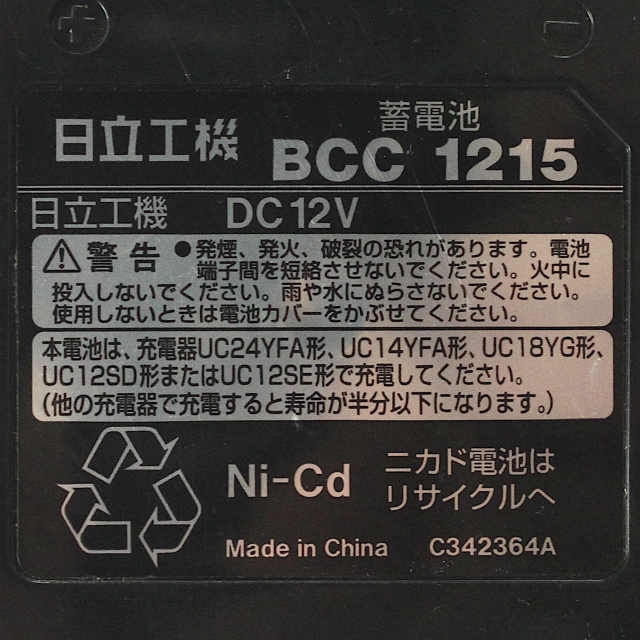 + −
蓄電池
日立工機 BCC 1215
日立工機 DC12V
⚠警告 ●発煙、発火、破裂の恐れがあります。電池
端子間を短絡させないでください。火中に
投入しないでください。雨や水にぬらさないでください。
使用しないときは電池カバーをかぶせてください。
本電池は、充電器UC24YFA形、UC14YFA形、UC18YG形、
UC12SD形またはUC12SE形で充電してください。
（他の充電器で充電すると寿命が半分以下になります。）
Ni-Cd
ニカド電池は
リサイクルへ
Made in China C342364A